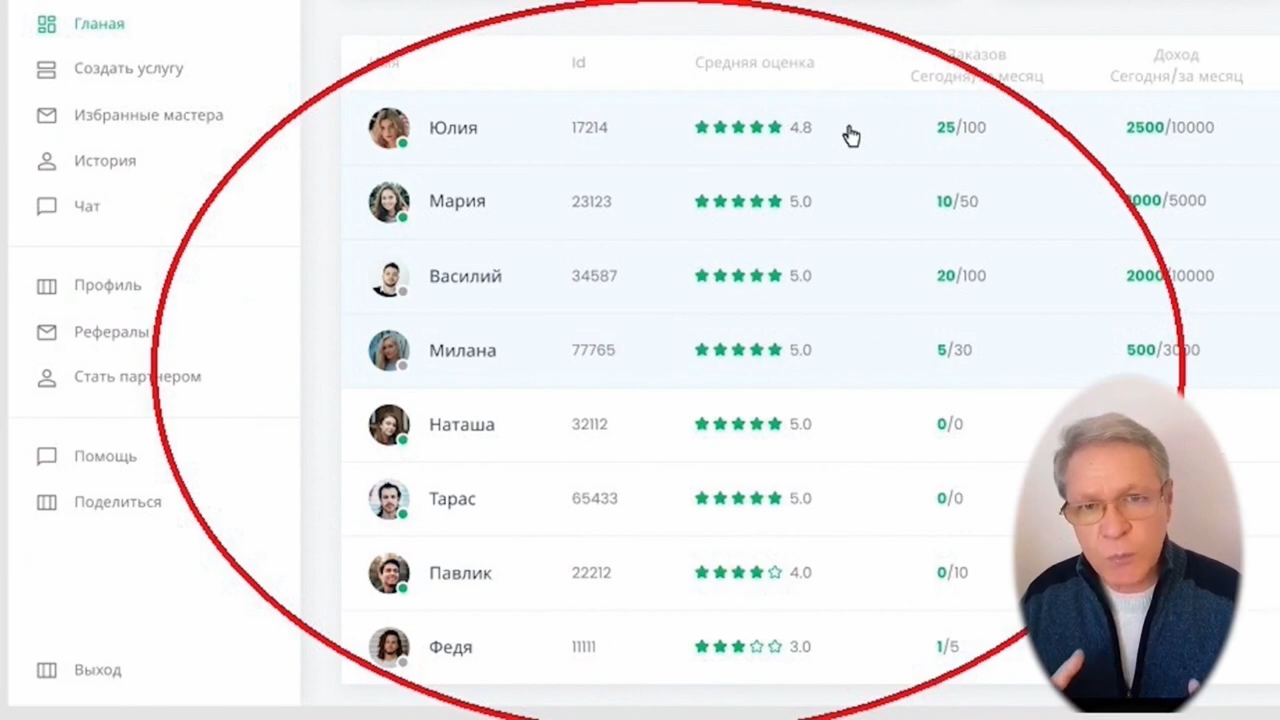 Гланая
Создать услугу
Избранные мастера
История
Чат
Профиль
Рефералы
Стать партнером
Помощь
Поделиться
Выход
Имя Id Средняя оценка Заказов Доход
Сегодня/за месяц Сегодня/за месяц
Юлия 17214 4.8 25/100 2500/10000
Мария 23123 5.0 10/50 1000/5000
Василий 34587 5.0 20/100 2000/10000
Милана 77765 5.0 5/30 500/3000
Наташа 32112 5.0 0/0
Тарас 65433 5.0 0/0
Павлик 22212 4.0 0/10
Федя 11111 3.0 1/5